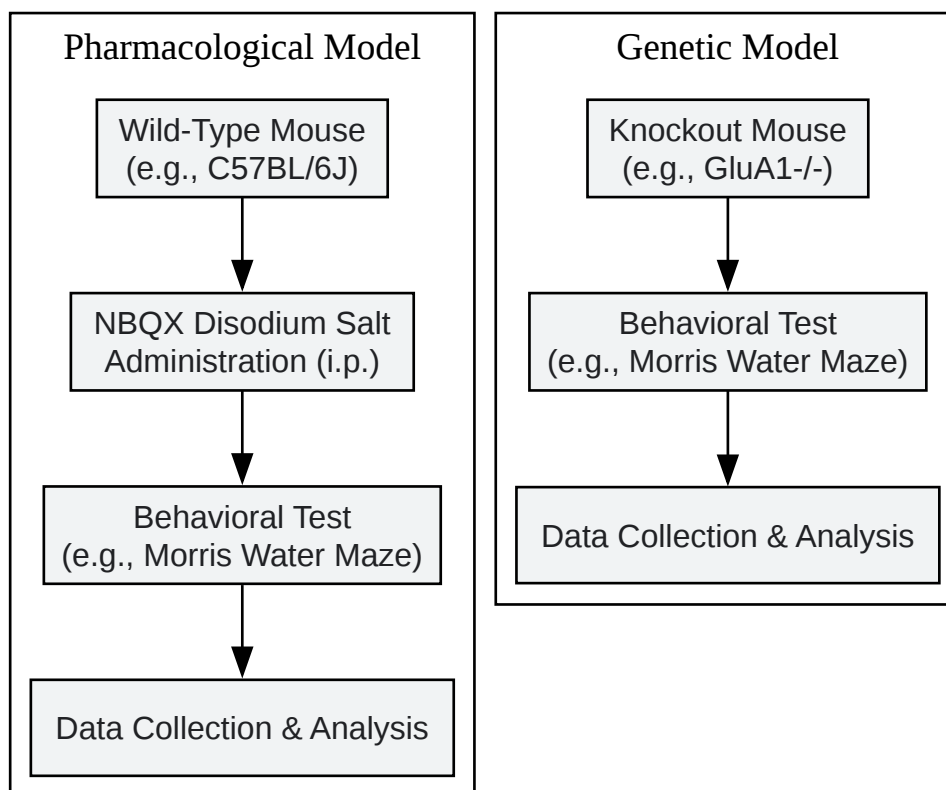 Pharmacological Model
Wild-Type Mouse
(e.g., C57BL/6J)
NBQX Disodium Salt
Administration (i.p.)
Behavioral Test
(e.g., Morris Water Maze)
Data Collection & Analysis
Genetic Model
Knockout Mouse
(e.g., GluA1-/-)
Behavioral Test
(e.g., Morris Water Maze)
Data Collection & Analysis